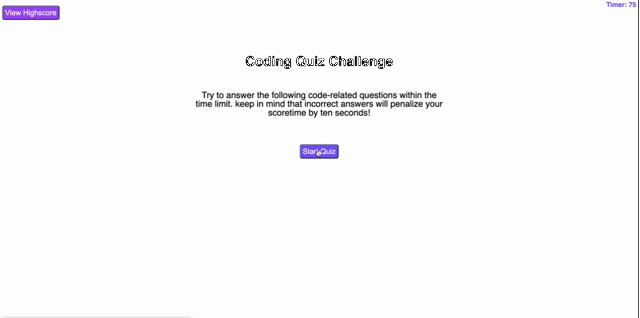 View Highscore
Timer: 75
Coding Quiz Challenge
Try to answer the following code-related questions within the
time limit. keep in mind that incorrect answers will penalize your
scoretime by ten seconds!
Start Quiz